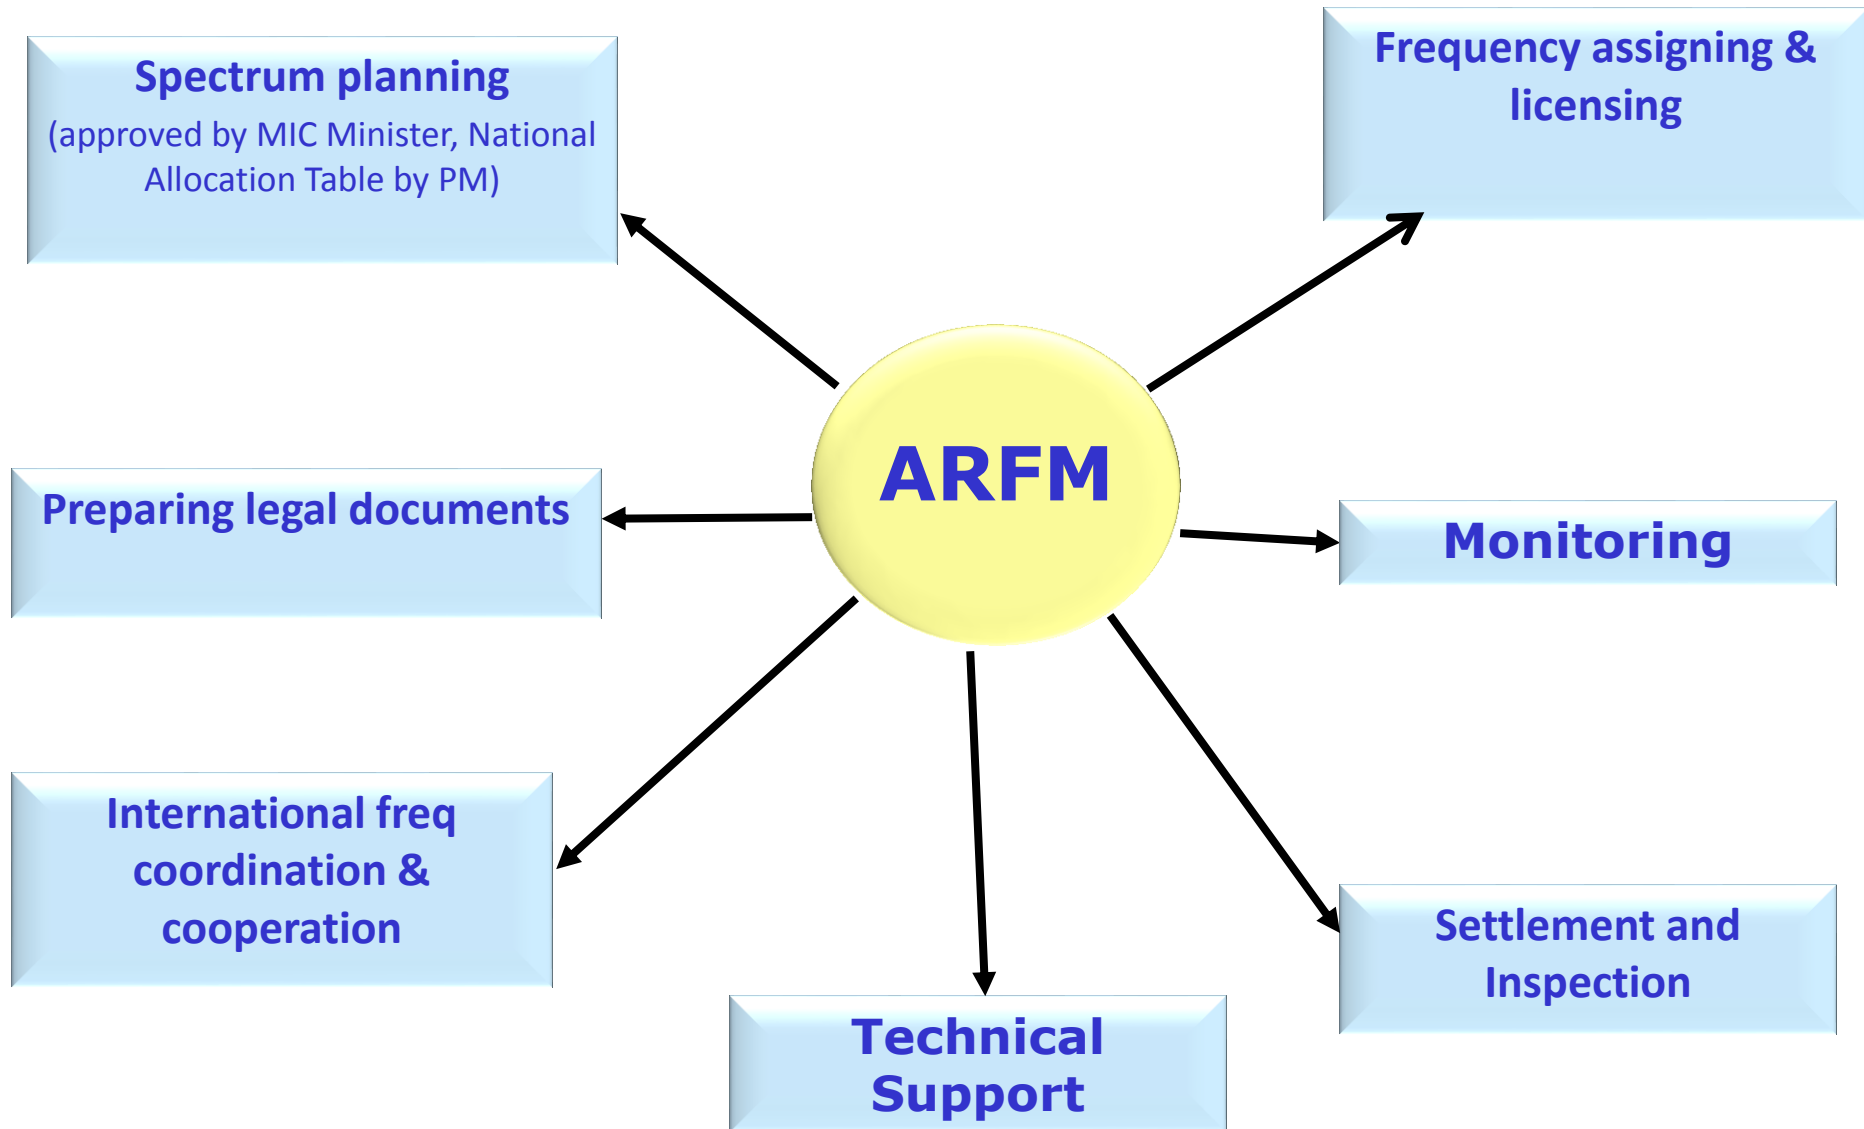 Spectrum planning
(approved by MIC Minister, National
Allocation Table by PM)
Frequency assigning &
licensing
ARFM
Preparing legal documents
Monitoring
International freq
coordination &
cooperation
Settlement and
Inspection
Technical
Support